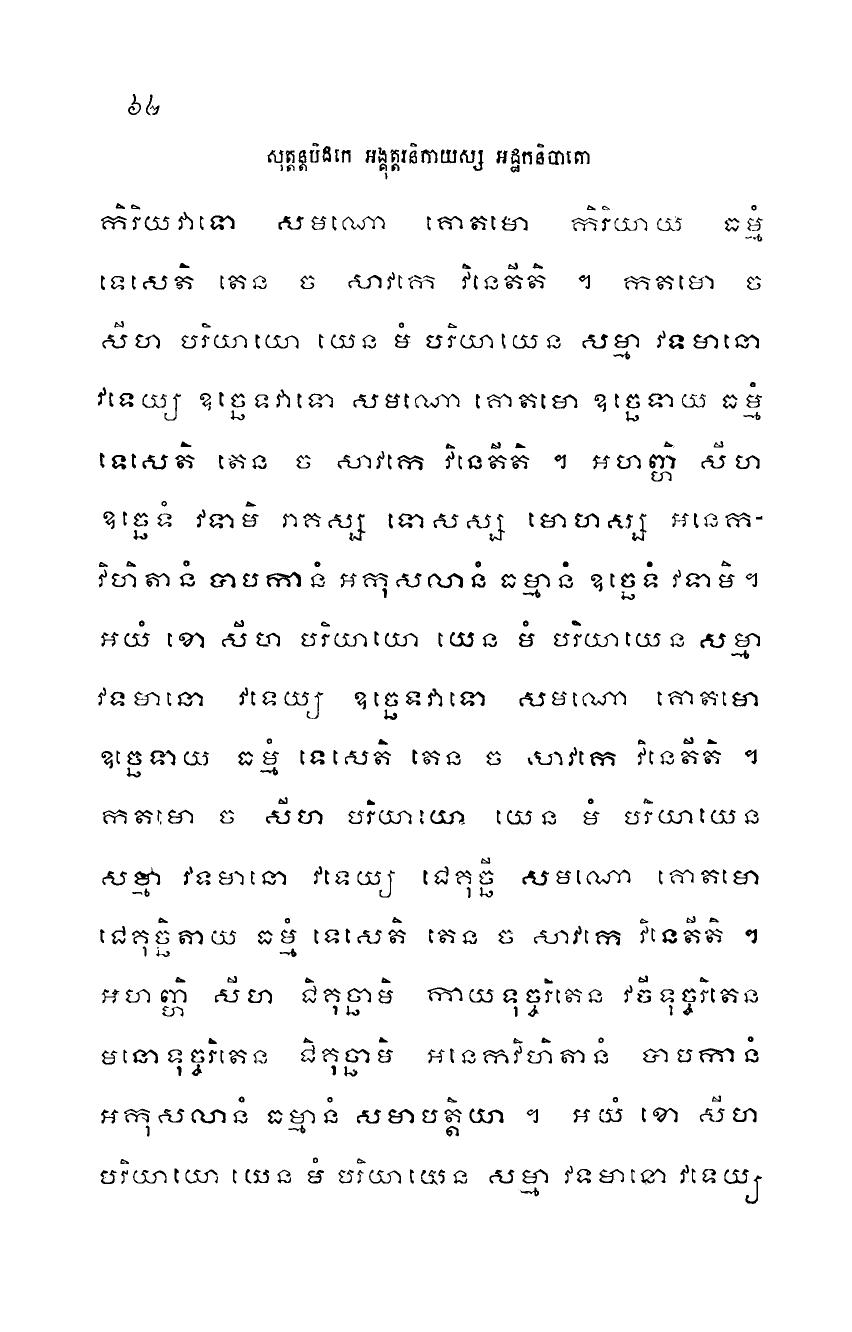 ៦៤
សុត្តន្តបិដកេ អង្គុត្តរនិកាយស្ស អដ្ឋកនិបាតោ
កិរិយវាទោ សមណោ គោតមោ កិរិយាយ ធម្មំ
ទេសេតិ តេន ច សាវកេ វិនេតីតិ ។ កតមោ ច
សីហ បរិយាយោ យេន មំ បរិយាយេន សម្មា វទមានោ
វទេយ្យ ឧច្ឆេទវាទោ សមណោ គោតមោ ឧច្ឆេទាយ ធម្មំ
ទេសេតិ តេន ច សាវកេ វិនេតីតិ ។ អហញ្ហិ សីហ
ឧច្ឆេទំ វទាមិ រាគស្ស ទោសស្ស មោហស្ស អនេក-
វិហិតានំ បាបកានំ អកុសលានំ ធម្មានំ ឧច្ឆេទំ វទាមិ ។
អយំ ខោ សីហ បរិយាយោ យេន មំ បរិយាយេន សម្មា
វទមានោ វទេយ្យ ឧច្ឆេទវាទោ សមណោ គោតមោ
ឧច្ឆេទាយ ធម្មំ ទេសេតិ តេន ច សាវកេ វិនេតីតិ ។
កតមោ ច សីហ បរិយាយោ យេន មំ បរិយាយេន
សម្មា វទមានោ វទេយ្យ ជេគុច្ឆី សមណោ គោតមោ
ជេគុច្ឆិតាយ ធម្មំ ទេសេតិ តេន ច សាវកេ វិនេតីតិ ។
អហញ្ហិ សីហ ជិគុច្ឆាមិ កាយទុច្ចរិតេន វចីទុច្ចរិតេន
មនោទុច្ចរិតេន ជិគុច្ឆាមិ អនេកវិហិតានំ បាបកានំ
អកុសលានំ ធម្មានំ សមាបត្តិយា ។ អយំ ខោ សីហ
បរិយាយោ យេន មំ បរិយាយេន សម្មា វទមានោ វទេយ្យ